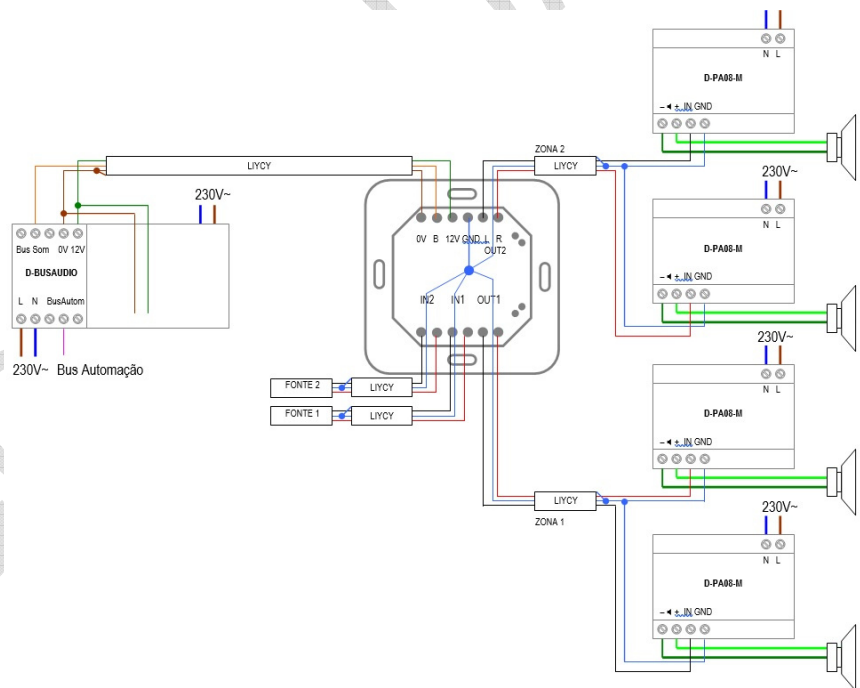 N L
D-PA08-M
– + IN GND
ZONA 2
LIYCY
LIYCY
230V~
230V~
N L
0V B 12V GND L R
OUT2
Bus Som 0V 12V
D-BUSAUDIO
D-PA08-M
– + IN GND
L N BusAutom
IN2 IN1 OUT1
230V~
230V~ Bus Automação
N L
FONTE 2
LIYCY
FONTE 1
LIYCY
D-PA08-M
– + IN GND
LIYCY
230V~
ZONA 1
N L
D-PA08-M
– + IN GND